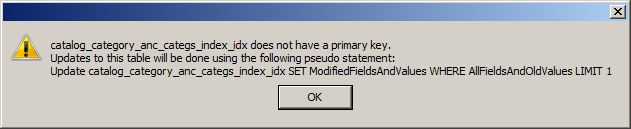 catalog_category_anc_categs_index_idx does not have a primary key.
Updates to this table will be done using the following pseudo statement:
Update catalog_category_anc_categs_index_idx SET ModifiedFieldsAndValues WHERE AllFieldsAndOldValues LIMIT 1
OK